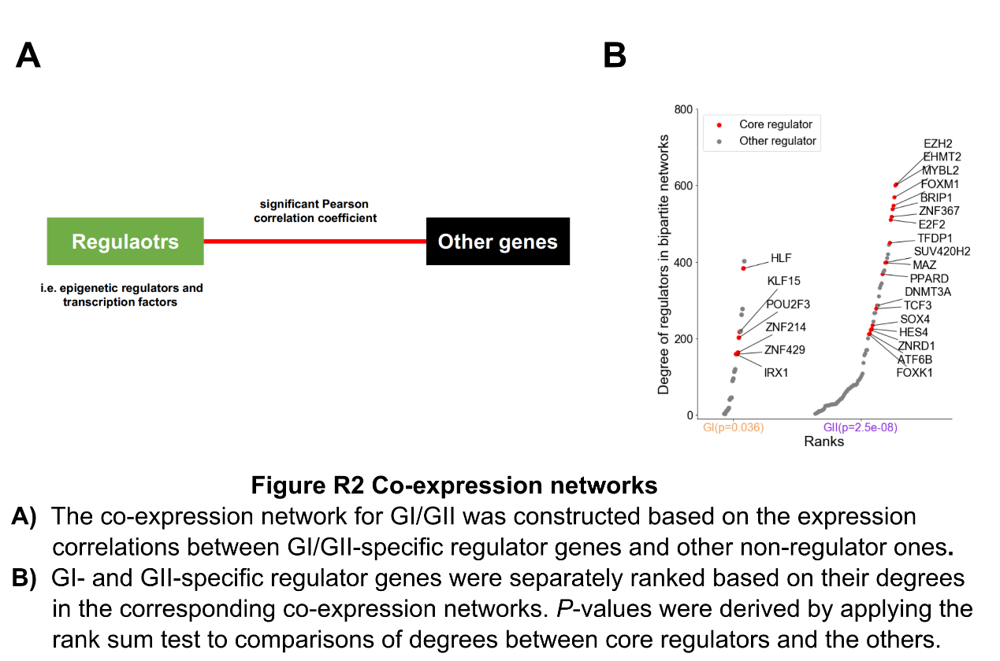 A
B
significant Pearson
correlation coefficient
Regulaotrs
Other genes
i.e. epigenetic regulators and
transcription factors
Degree of regulators in bipartite networks
800
600
400
200
0
Core regulator
Other regulator
HLF
KLF15
POU2F3
ZNF214
ZNF429
IRX1
EZH2
EHMT2
MYBL2
FOXM1
BRIP1
ZNF367
E2F2
TFDP1
SUV420H2
MAZ
PPARD
DNMT3A
TCF3
SOX4
HES4
ZNRD1
ATF6B
FOXK1
GI(p=0.036)
GII(p=2.5e-08)
Ranks
Figure R2 Co-expression networks
A) The co-expression network for GI/GII was constructed based on the expression
correlations between GI/GII-specific regulator genes and other non-regulator ones.
B) GI- and GII-specific regulator genes were separately ranked based on their degrees
in the corresponding co-expression networks. P-values were derived by applying the
rank sum test to comparisons of degrees between core regulators and the others.